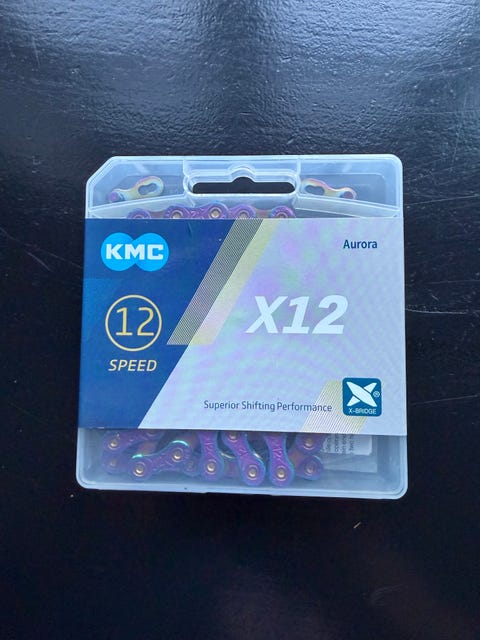 KMC
Aurora
12
SPEED
X12
Superior Shifting Performance
X-BRIDGE